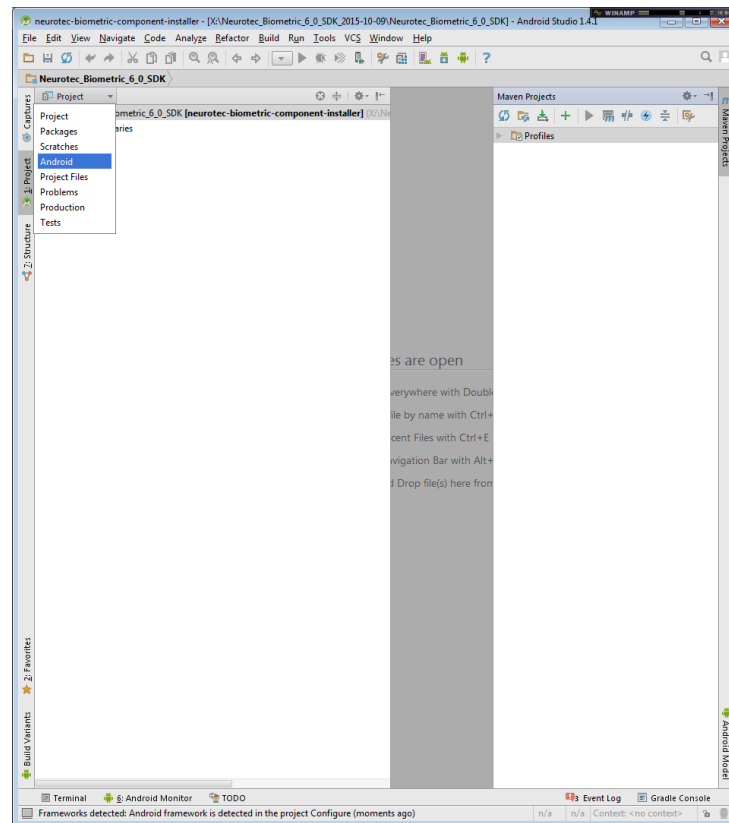 WINAMP
neurotec-biometric-component-installer - [X:\Neurotec_Biometric_6_0_SDK_2015-10-09\Neurotec_Biometric_6_0_SDK] - Android Studio 1.4.1
File Edit View Navigate Code Analyze Refactor Build Run Tools VCS Window Help
Neurotec_Biometric_6_0_SDK
Project
Maven Projects
Project
Packages
Scratches
Android
Project Files
Problems
Production
Tests
ometric_6_0_SDK [neurotec-biometric-component-installer] (X:\Ne
aries
Profiles
Captures
1: Project
7: Structure
2: Favorites
Build Variants
Maven Projects
Android Model
es are open
verywhere with Doubl
ile by name with Ctrl+
cent Files with Ctrl+E
avigation Bar with Alt+
d Drop file(s) here from
Terminal 6: Android Monitor TODO 3 Event Log Gradle Console
Frameworks detected: Android framework is detected in the project Configure (moments ago) n/a n/a Context: <no context>